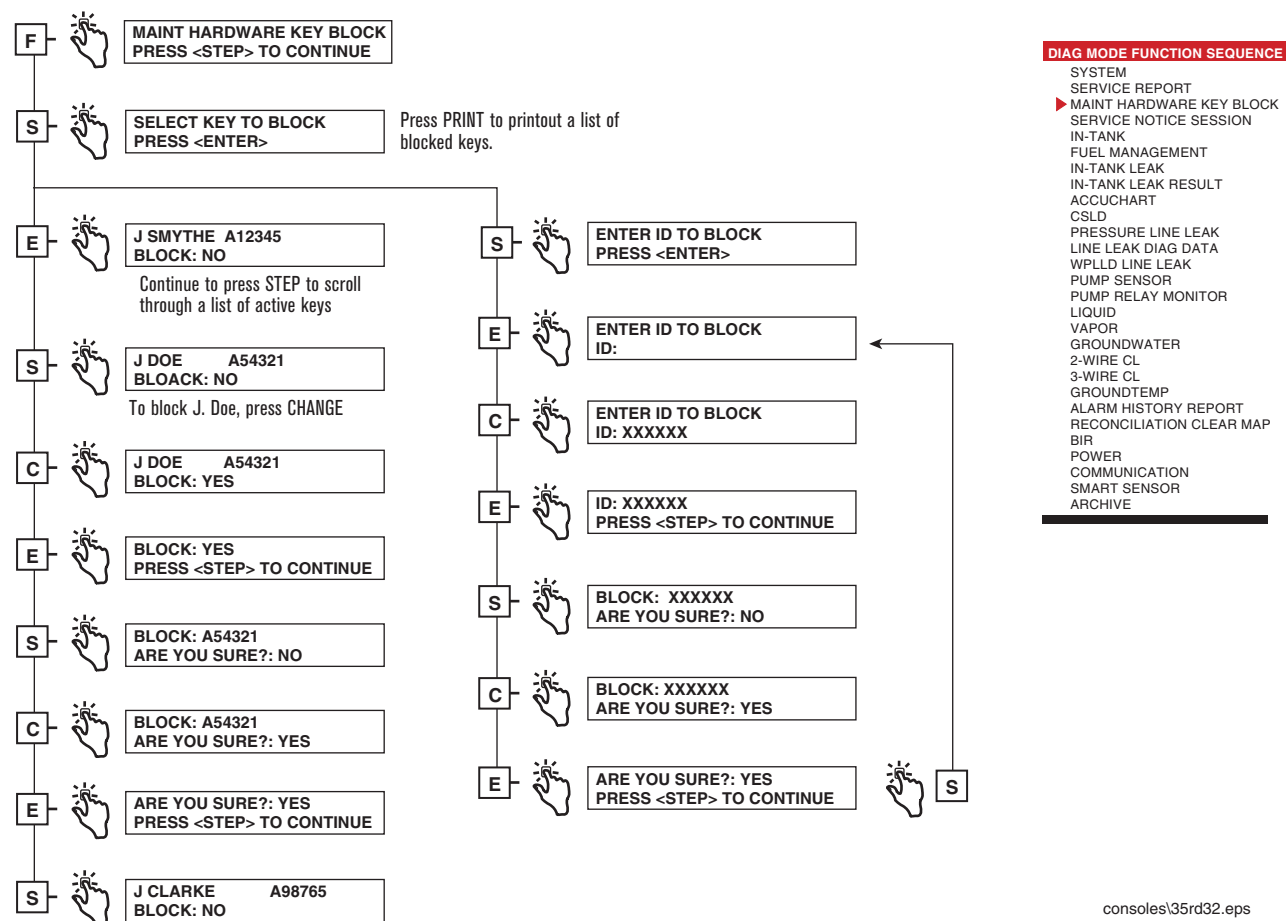 F
MAINT HARDWARE KEY BLOCK
PRESS <STEP> TO CONTINUE
S
SELECT KEY TO BLOCK
PRESS <ENTER>
Press PRINT to printout a list of
blocked keys.
E
J SMYTHE A12345
BLOCK: NO
Continue to press STEP to scroll
through a list of active keys
S
J DOE A54321
BLOACK: NO
To block J. Doe, press CHANGE
C
J DOE A54321
BLOCK: YES
E
BLOCK: YES
PRESS <STEP> TO CONTINUE
S
BLOCK: A54321
ARE YOU SURE?: NO
C
BLOCK: A54321
ARE YOU SURE?: YES
E
ARE YOU SURE?: YES
PRESS <STEP> TO CONTINUE
S
J CLARKE A98765
BLOCK: NO
S
ENTER ID TO BLOCK
PRESS <ENTER>
E
ENTER ID TO BLOCK
ID:
C
ENTER ID TO BLOCK
ID: XXXXXX
E
ID: XXXXXX
PRESS <STEP> TO CONTINUE
S
BLOCK: XXXXXX
ARE YOU SURE?: NO
C
BLOCK: XXXXXX
ARE YOU SURE?: YES
E
ARE YOU SURE?: YES
PRESS <STEP> TO CONTINUE
S
DIAG MODE FUNCTION SEQUENCE
SYSTEM
SERVICE REPORT
MAINT HARDWARE KEY BLOCK
SERVICE NOTICE SESSION
IN-TANK
FUEL MANAGEMENT
IN-TANK LEAK
IN-TANK LEAK RESULT
ACCUCHART
CSLD
PRESSURE LINE LEAK
LINE LEAK DIAG DATA
WPLLD LINE LEAK
PUMP SENSOR
PUMP RELAY MONITOR
LIQUID
VAPOR
GROUNDWATER
2-WIRE CL
3-WIRE CL
GROUNDTEMP
ALARM HISTORY REPORT
RECONCILIATION CLEAR MAP
BIR
POWER
COMMUNICATION
SMART SENSOR
ARCHIVE
consoles\35rd32.eps